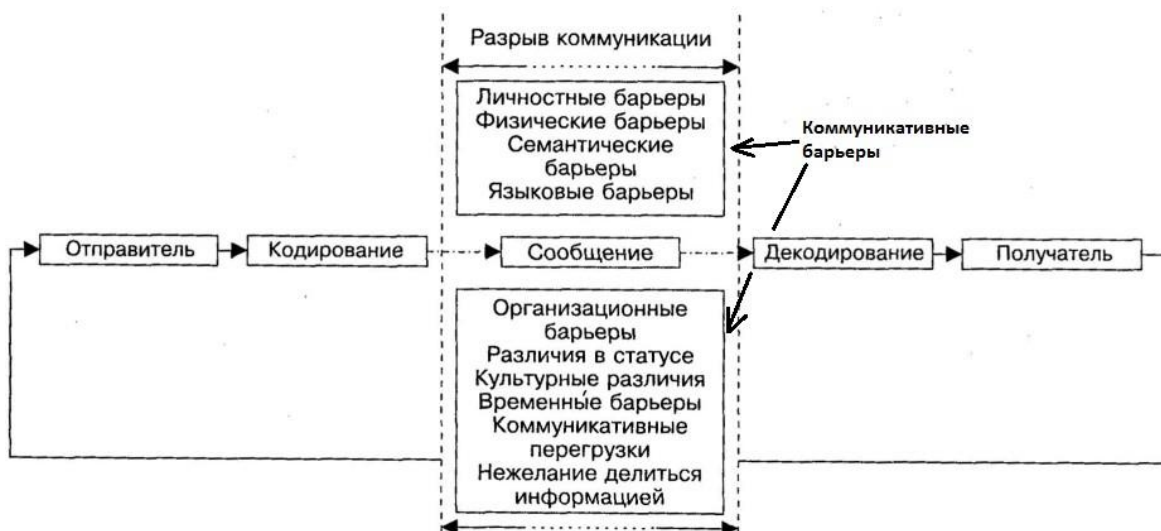 Разрыв коммуникации
Личностные барьеры
Физические барьеры
Семантические
барьеры
Языковые барьеры
Коммуникативные
барьеры
Отправитель
Кодирование
Сообщение
Декодирование
Получатель
Организационные
барьеры
Различия в статусе
Культурные различия
Временны́е барьеры
Коммуникативные
перегрузки
Нежелание делиться
информацией